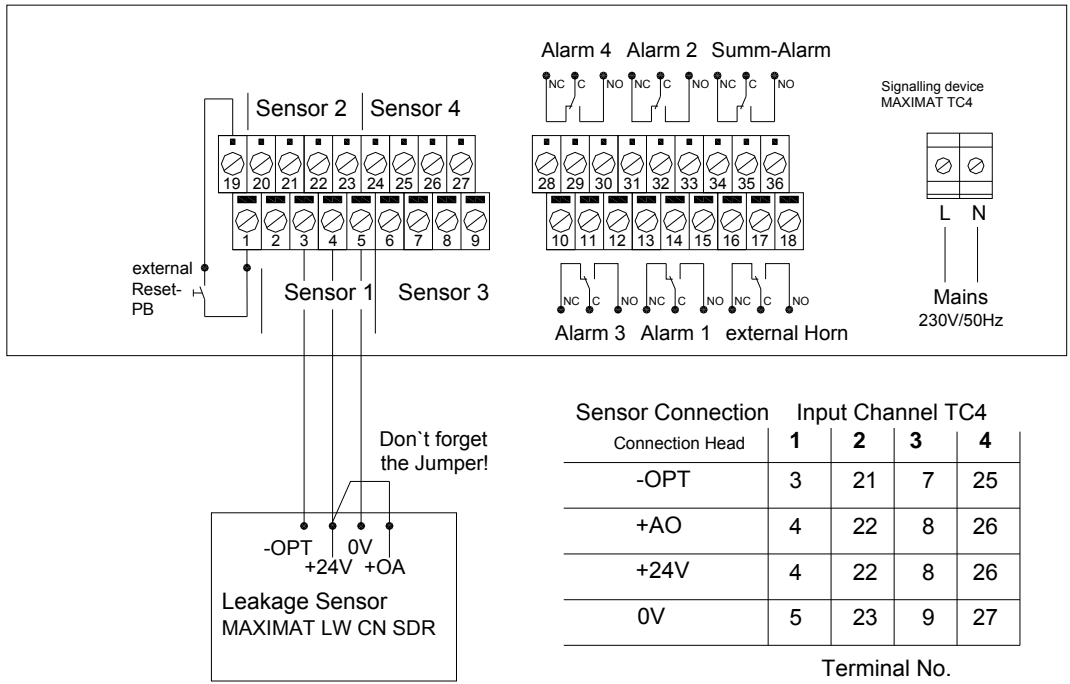 Alarm 4 Alarm 2 Summ-Alarm
NC C NO NC C NO NC C NO
Signalling device
MAXIMAT TC4
Sensor 2 Sensor 4
19 20 21 22 23 24 25 26 27
28 29 30 31 32 33 34 35 36
1 2 3 4 5 6 7 8 9
10 11 12 13 14 15 16 17 18
L N
external
Reset-
PB
Sensor 1 Sensor 3
NC C NO NC C NO NC C NO
Alarm 3 Alarm 1 external Horn
Mains
230V/50Hz
Don`t forget
the Jumper!
-OPT 0V
+24V +OA
Leakage Sensor
MAXIMAT LW CN SDR
Sensor Connection Input Channel TC4
Connection Head 1 2 3 4
-OPT 3 21 7 25
+AO 4 22 8 26
+24V 4 22 8 26
0V 5 23 9 27
Terminal No.